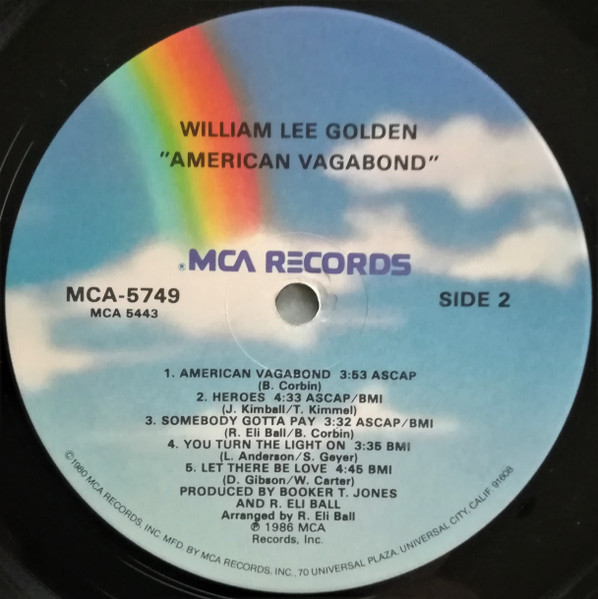 WILLIAM LEE GOLDEN
"AMERICAN VAGABOND"
®MCA RECORDS
MCA-5749
MCA 5443
SIDE 2
1. AMERICAN VAGABOND 3:53 ASCAP
(B. Corbin)
2. HEROES 4:33 ASCAP/BMI
(J. Kimball/T. Kimmel)
3. SOMEBODY GOTTA PAY 3:32 ASCAP/BMI
(R. Eli Ball/B. Corbin)
4. YOU TURN THE LIGHT ON 3:35 BMI
(L. Anderson/S. Geyer)
5. LET THERE BE LOVE 4:45 BMI
(D. Gibson/W. Carter)
PRODUCED BY BOOKER T. JONES
AND R. ELI BALL
Arranged by R. Eli Ball
℗ 1986 MCA
Records, Inc.
©1980 MCA RECORDS, INC. MFD. BY MCA RECORDS, INC., 70 UNIVERSAL PLAZA, UNIVERSAL CITY, CALIF. 91608